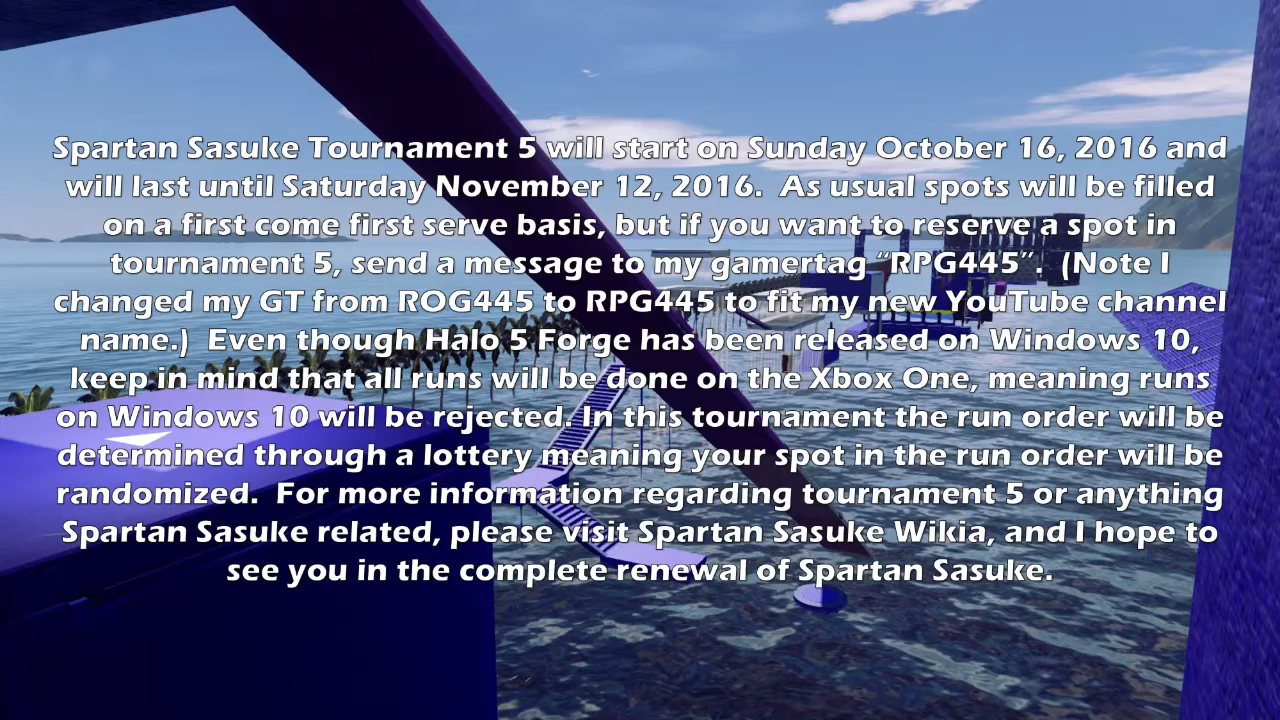 Spartan Sasuke Tournament 5 will start on Sunday October 16, 2016 and
will last until Saturday November 12, 2016.  As usual spots will be filled
on a first come first serve basis, but if you want to reserve a spot in
tournament 5, send a message to my gamertag “RPG445”.  (Note I
changed my GT from ROG445 to RPG445 to fit my new YouTube channel
name.)  Even though Halo 5 Forge has been released on Windows 10,
keep in mind that all runs will be done on the Xbox One, meaning runs
on Windows 10 will be rejected. In this tournament the run order will be
determined through a lottery meaning your spot in the run order will be
randomized.  For more information regarding tournament 5 or anything
Spartan Sasuke related, please visit Spartan Sasuke Wikia, and I hope to
see you in the complete renewal of Spartan Sasuke.